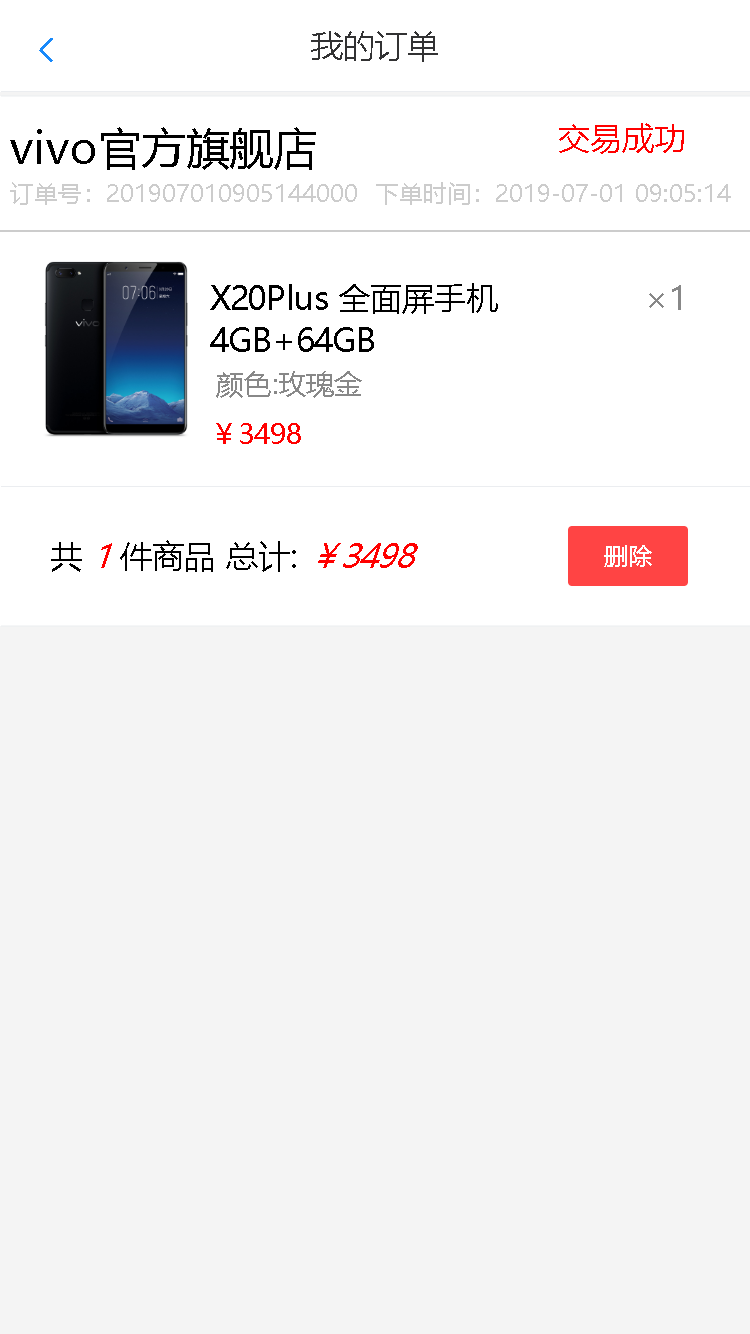 我的订单
vivo官方旗舰店
交易成功
订单号：201907010905144000 下单时间：2019-07-01 09:05:14
07:06
vivo
X20Plus 全面屏手机
×1
4GB+64GB
颜色:玫瑰金
¥ 3498
共 1 件商品 总计: ¥ 3498
删除